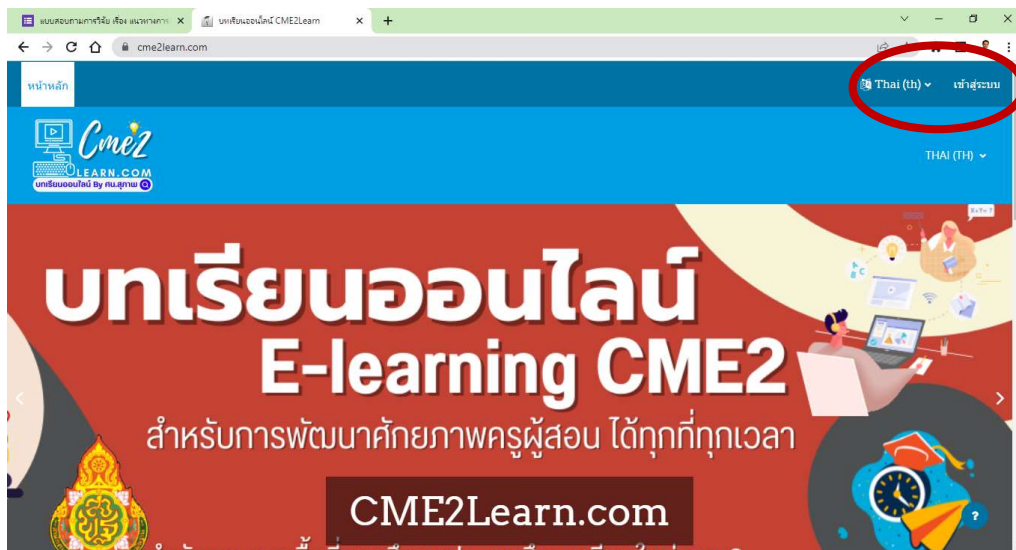 แบบสอบถามการวิจัย เรื่อง แนวทางการ
บทเรียนออนไลน์ CME2Learn
cme2learn.com
หน้าหลัก
Thai (th)
เข้าสู่ระบบ
Cme2
LEARN.COM
บทเรียนออนไลน์ By ศน.สุภาพ
THAI (TH)
บทเรียนออนไลน์
E-learning CME2
สำหรับการพัฒนาศักยภาพครูผู้สอน ได้ทุกที่ทุกเวลา
CME2Learn.com
?